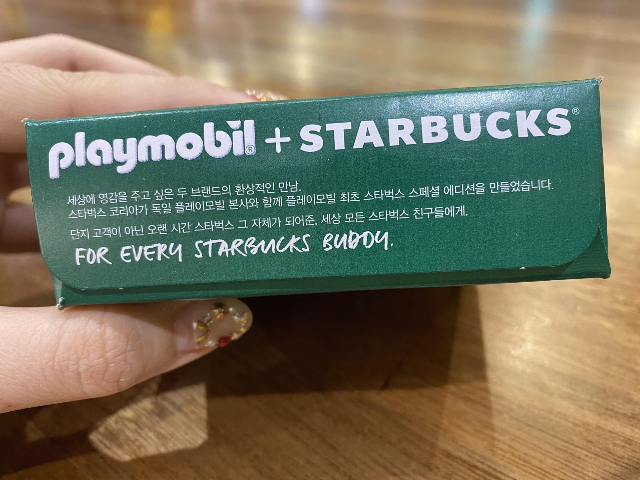 playmobil® + STARBUCKS®
세상에 영감을 주고 싶은 두 브랜드의 환상적인 만남.
스타벅스 코리아가 독일 플레이모빌 본사와 함께 플레이모빌 최초 스타벅스 스페셜 에디션을 만들었습니다.
단지 고객이 아닌 오랜 시간 스타벅스 그 자체가 되어준, 세상 모든 스타벅스 친구들에게.
FOR EVERY STARBUCKS BUDDY.